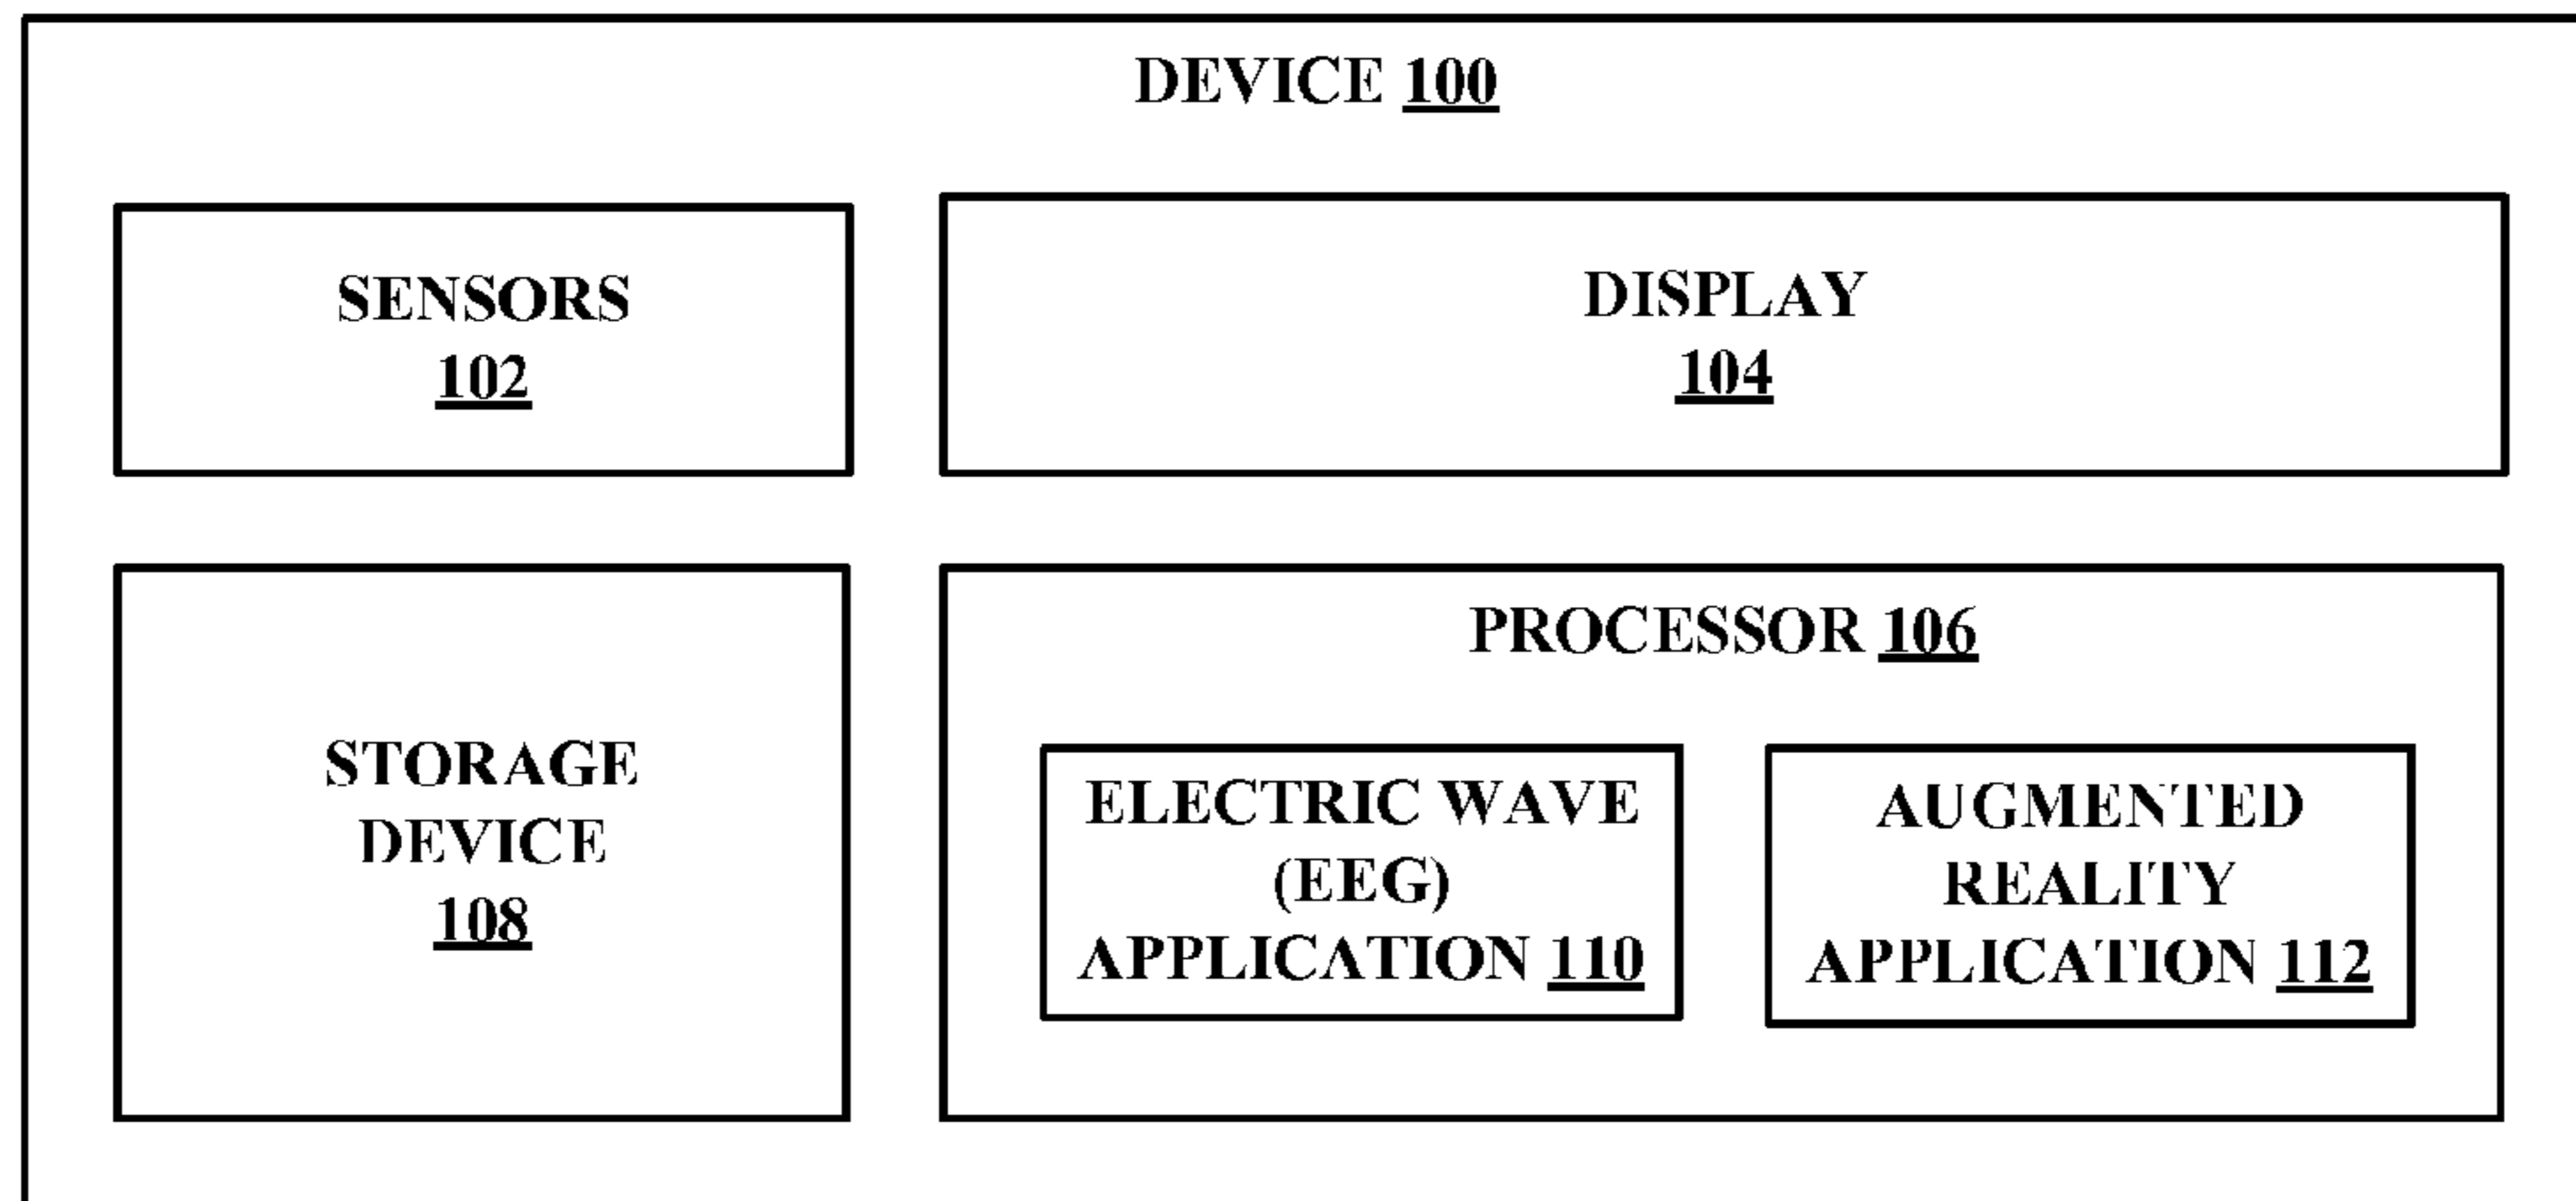 DEVICE 100
SENSORS
102
DISPLAY
104
STORAGE
DEVICE
108
PROCESSOR 106
ELECTRIC WAVE
(EEG)
APPLICATION 110
AUGMENTED
REALITY
APPLICATION 112